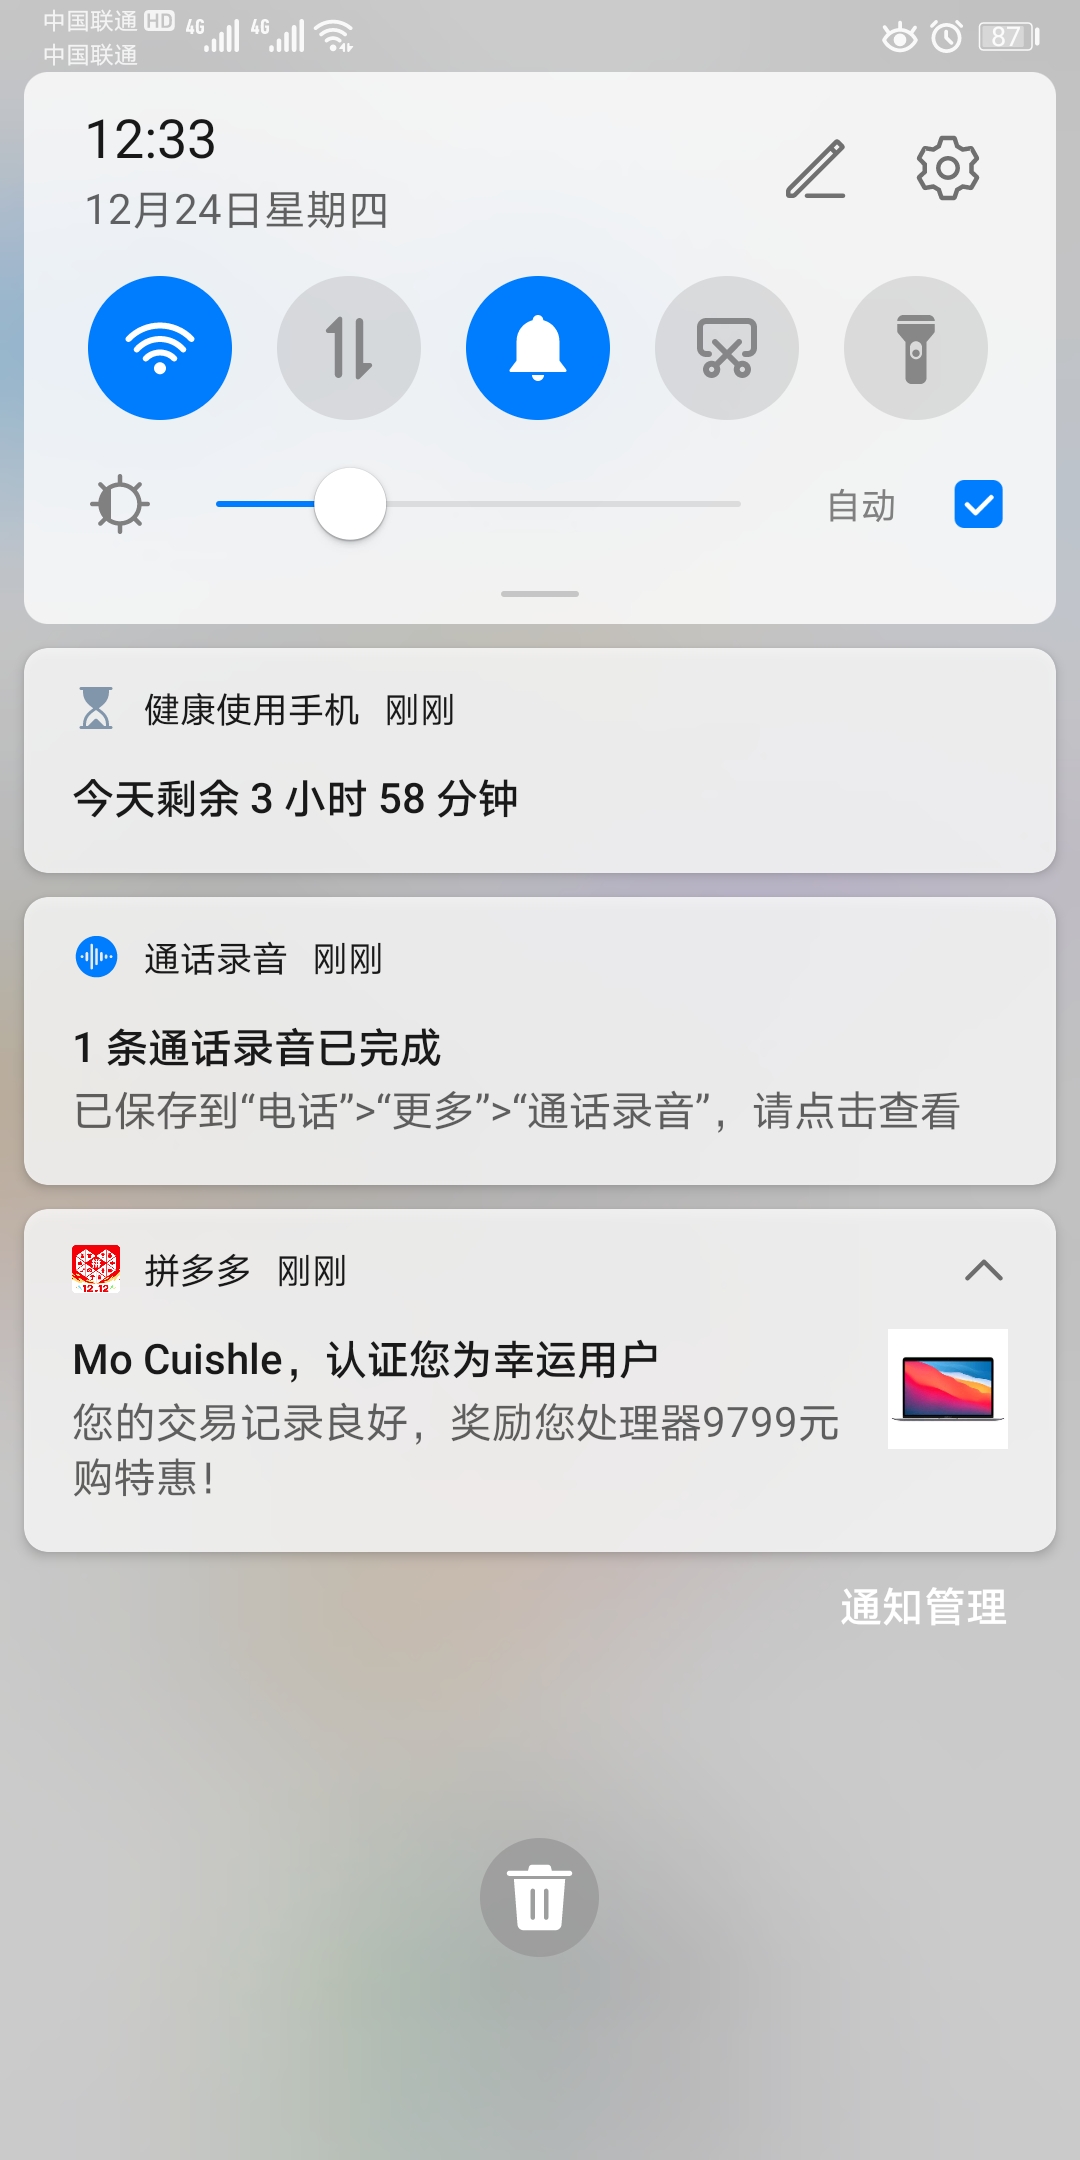 中国联通 HD 4G 4G
中国联通
87
12:33
12月24日星期四
自动
健康使用手机 刚刚
今天剩余 3 小时 58 分钟
通话录音 刚刚
1 条通话录音已完成
已保存到“电话”>“更多”>“通话录音”，请点击查看
拼多多 刚刚
拼
12.12
Mo Cuishle，认证您为幸运用户
您的交易记录良好，奖励您处理器9799元
购特惠！
通知管理